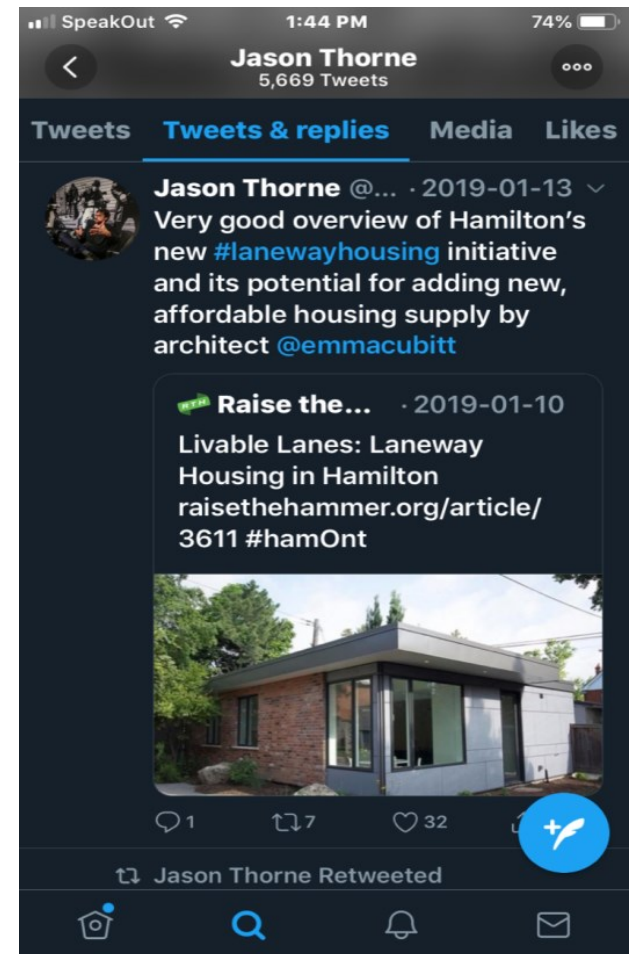 SpeakOut 1:44 PM 74%
Jason Thorne
5,669 Tweets
Tweets Tweets & replies Media Likes
Jason Thorne @... · 2019-01-13
Very good overview of Hamilton's
new #lanewayhousing initiative
and its potential for adding new,
affordable housing supply by
architect @emmacubitt
RTH Raise the... · 2019-01-10
Livable Lanes: Laneway
Housing in Hamilton
raisethehammer.org/article/
3611 #hamOnt
1 7 32
Jason Thorne Retweeted